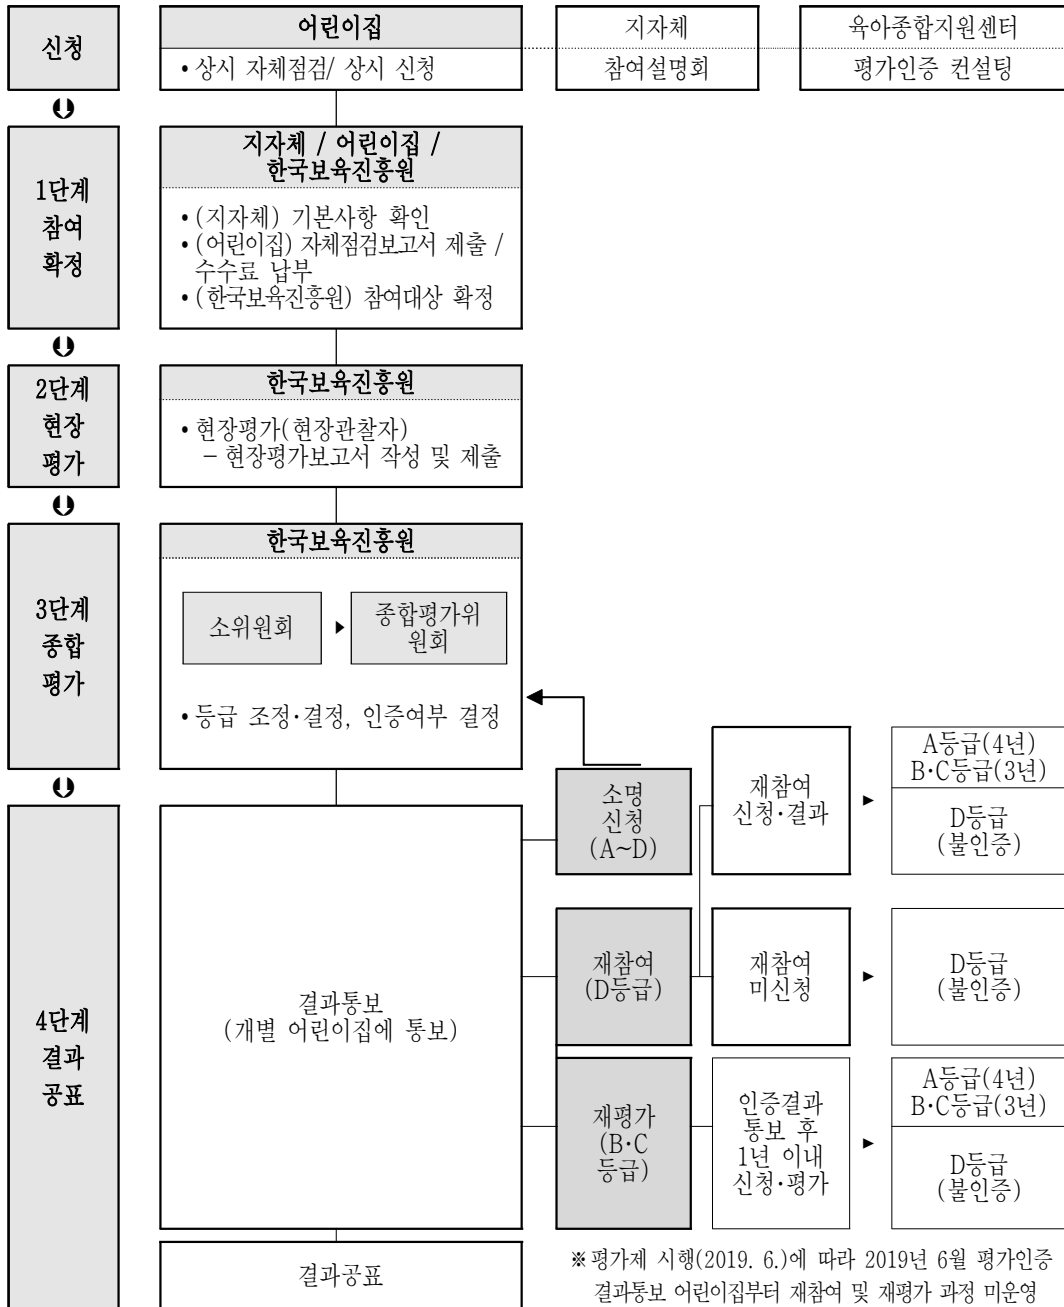 신청
어린이집
• 상시 자체점검/ 상시 신청
지자체
참여설명회
육아종합지원센터
평가인증 컨설팅
1단계
참여
확정
지자체 / 어린이집 /
한국보육진흥원
• (지자체) 기본사항 확인
• (어린이집) 자체점검보고서 제출 /
수수료 납부
• (한국보육진흥원) 참여대상 확정
2단계
현장
평가
한국보육진흥원
• 현장평가(현장관찰자)
– 현장평가보고서 작성 및 제출
3단계
종합
평가
한국보육진흥원
소위원회
종합평가위
원회
• 등급 조정·결정, 인증여부 결정
4단계
결과
공표
결과통보
(개별 어린이집에 통보)
소명
신청
(A~D)
재참여
신청·결과
A등급(4년)
B·C등급(3년)
D등급
(불인증)
재참여
(D등급)
재참여
미신청
D등급
(불인증)
재평가
(B·C
등급)
인증결과
통보 후
1년 이내
신청·평가
A등급(4년)
B·C등급(3년)
D등급
(불인증)
결과공표
※ 평가제 시행(2019. 6.)에 따라 2019년 6월 평가인증
결과통보 어린이집부터 재참여 및 재평가 과정 미운영